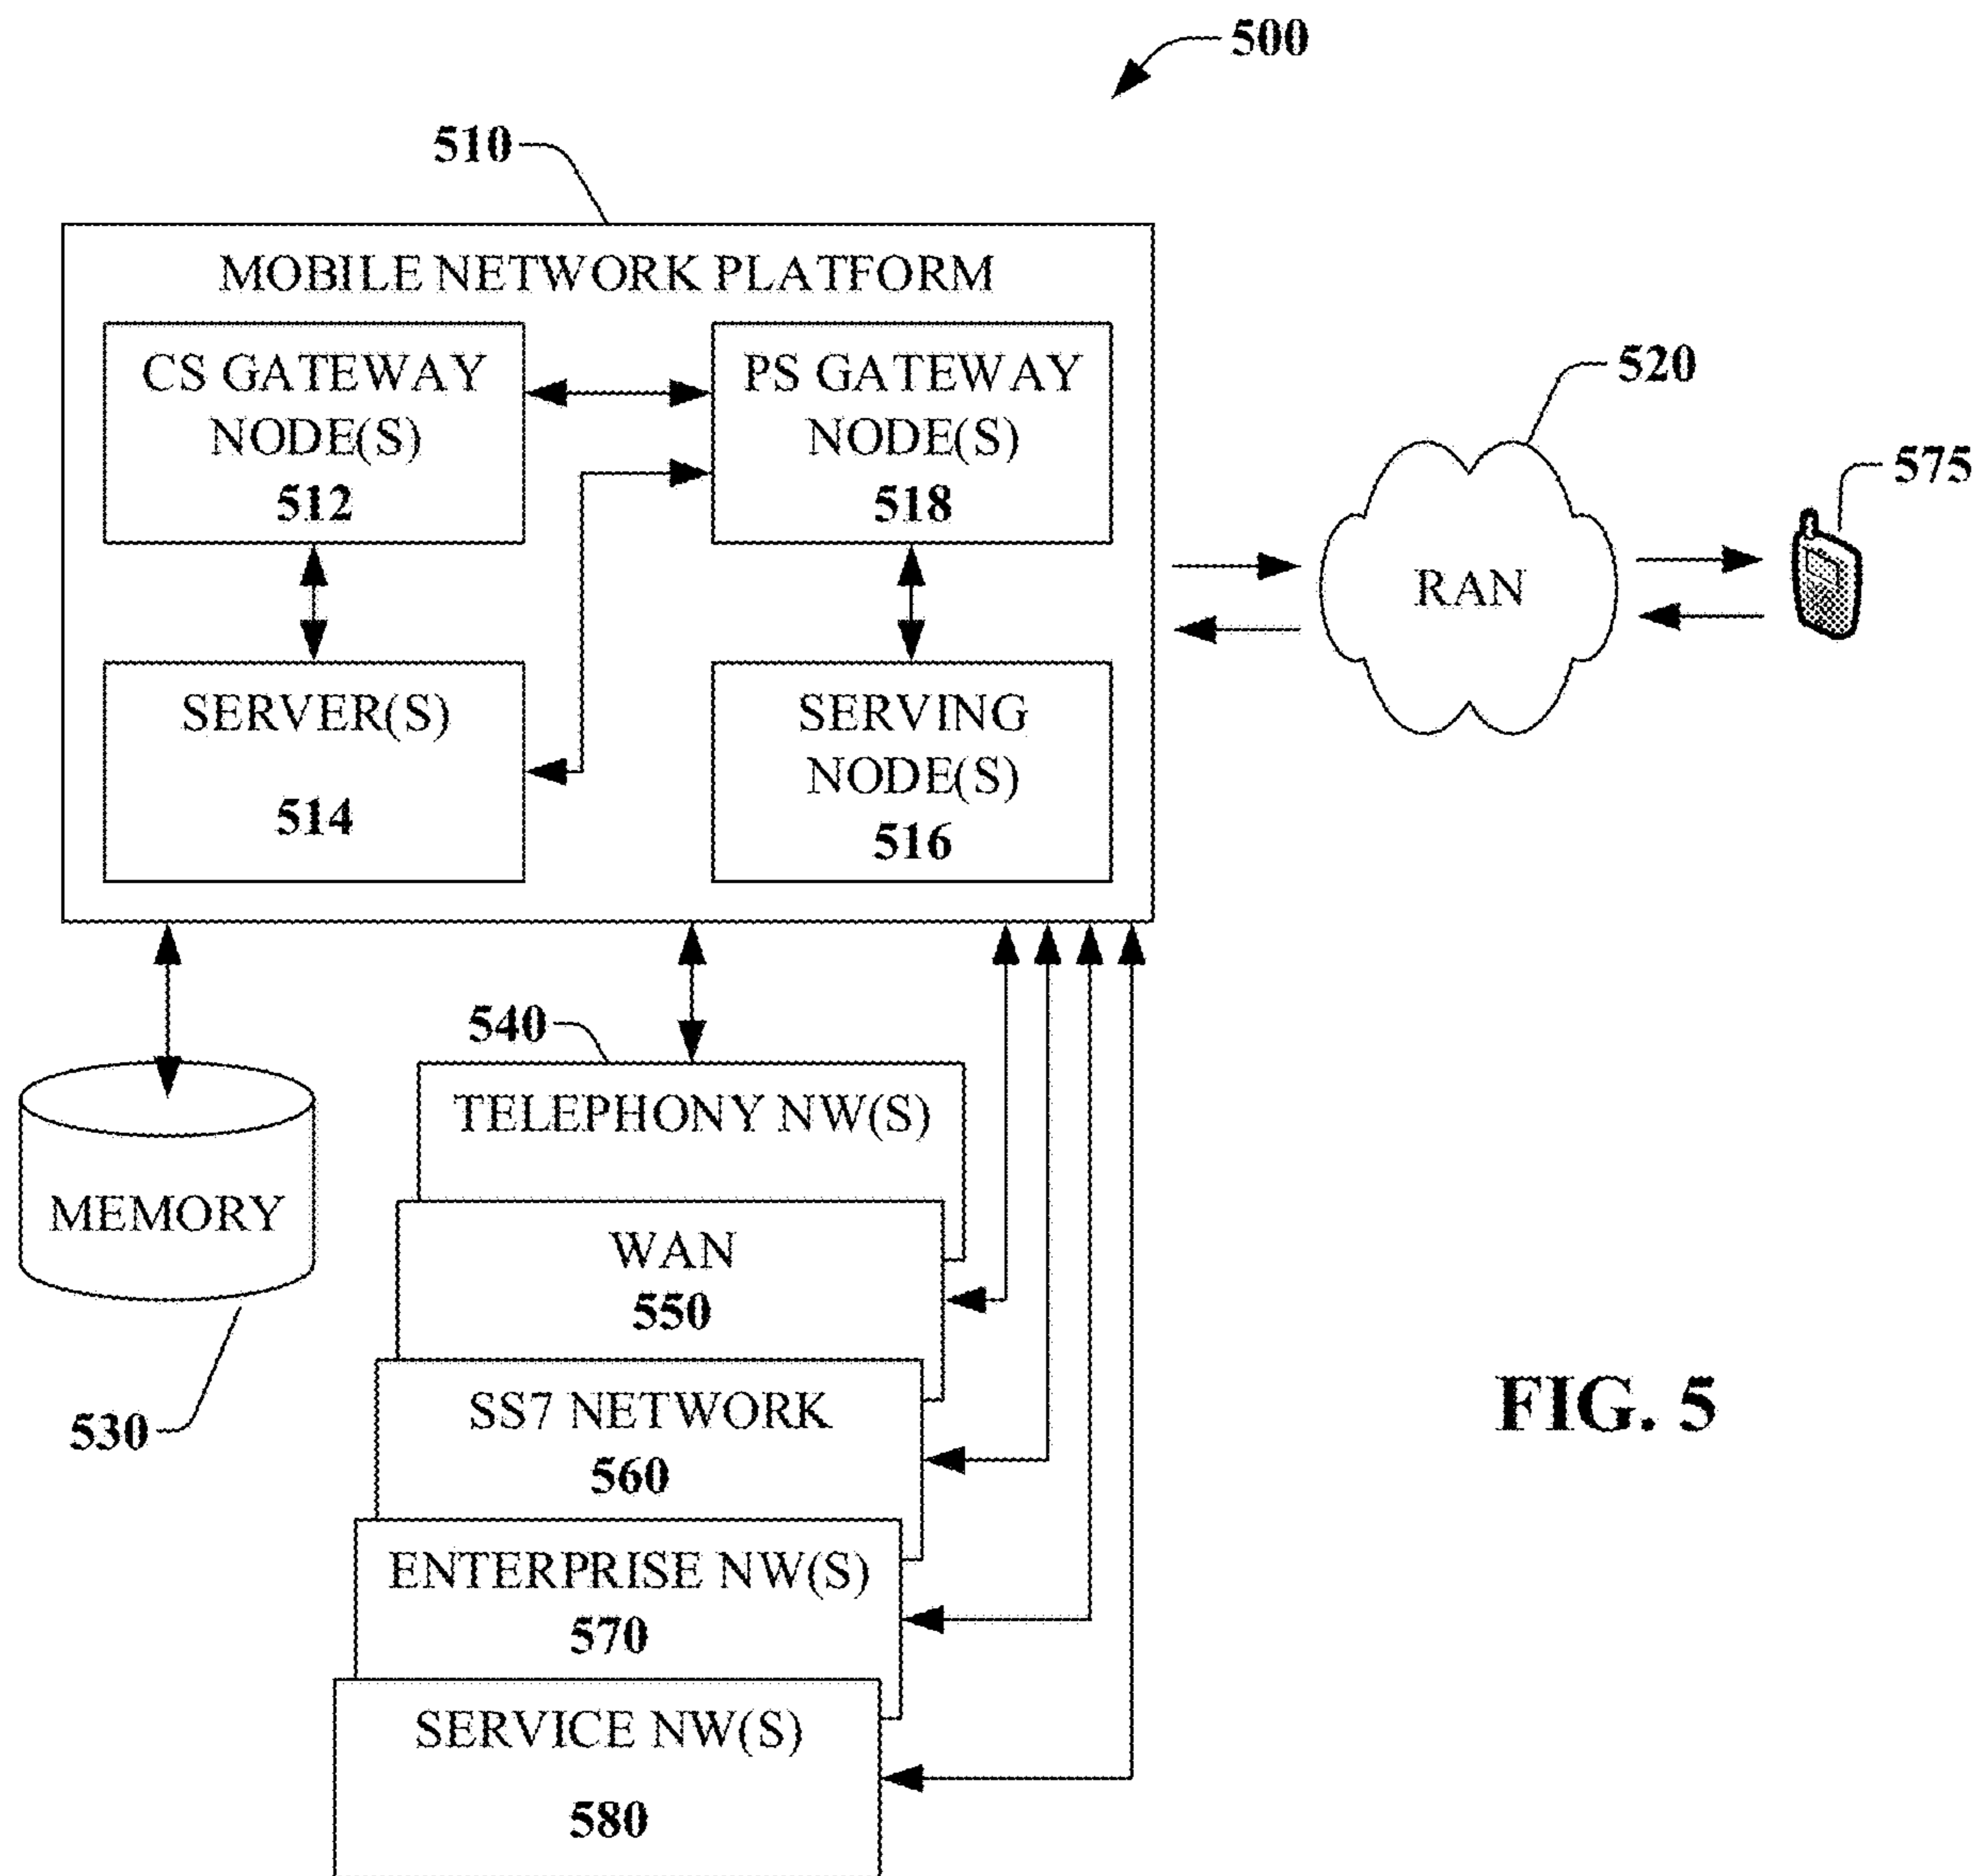 500
510
MOBILE NETWORK PLATFORM
CS GATEWAY
NODE(S)
512
PS GATEWAY
NODE(S)
518
SERVER(S)
514
SERVING
NODE(S)
516
520
RAN
575
540
TELEPHONY NW(S)
MEMORY
530
WAN
550
SS7 NETWORK
560
ENTERPRISE NW(S)
570
SERVICE NW(S)
580
FIG. 5